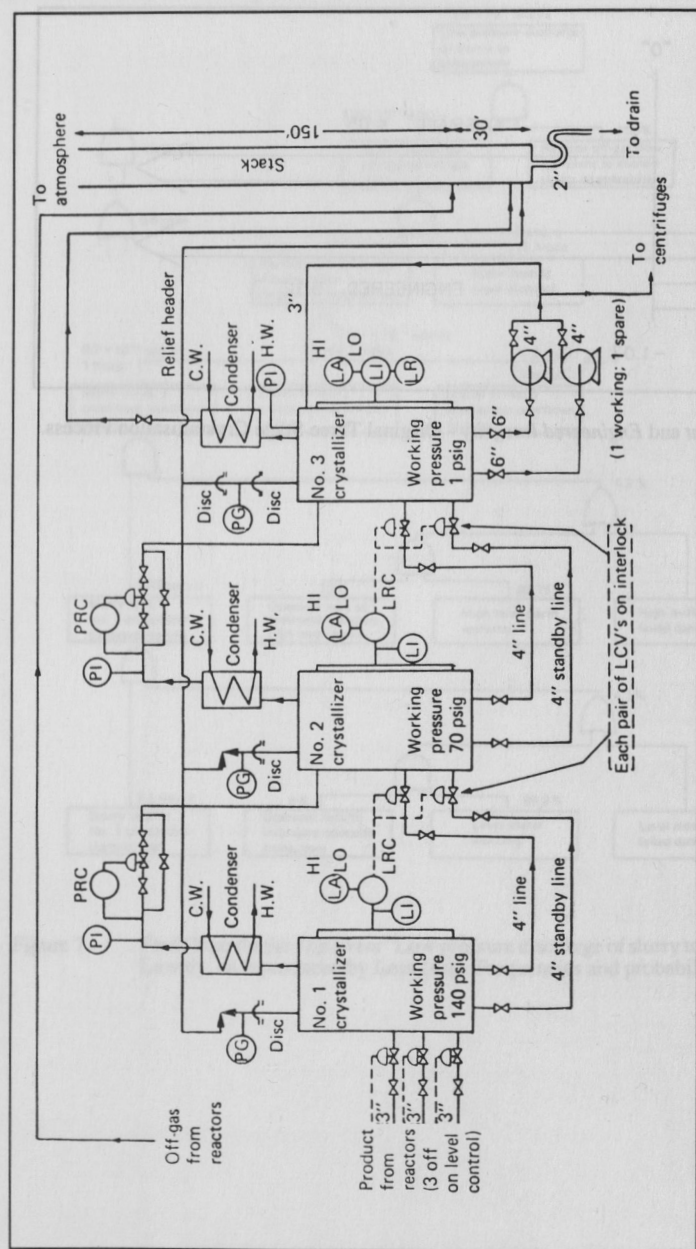 To
atmosphere
150'
30'
Stack
2"
To drain
Off-gas
from
reactors
Relief header
PI
PRC
PI
PRC
C.W.
Condenser
H.W.
C.W.
Condenser
H.W.
C.W.
Condenser
H.W.
PI
PG
Disc
PG
Disc
Disc
PG
Disc
No. 1
crystallizer
Working
pressure
140 psig
HI
LA
LO
LRC
LI
No. 2
crystallizer
Working
pressure
70 psig
HI
LA
LO
LRC
LI
No. 3
crystallizer
Working
pressure
1 psig
HI
LA
LO
LI
LR
3"
Product
from
reactors
(3 off
on level
control)
3"
3"
3"
4" line
4" standby line
4" line
4" standby line
Each pair of LCV's on interlock
6"
6"
4"
4"
(1 working; 1 spare)
To
centrifuges